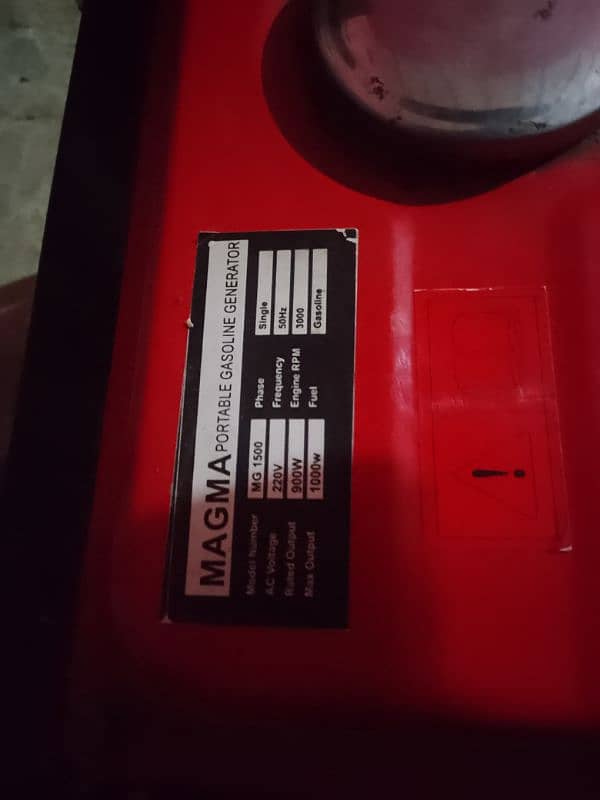 MAGMA PORTABLE GASOLINE GENERATOR
Model Number MG 1500 Phase Single
AC Voltage 220V Frequency 50Hz
Rated Output 900W Engine RPM 3000
Max Output 1000w Fuel Gasoline
!